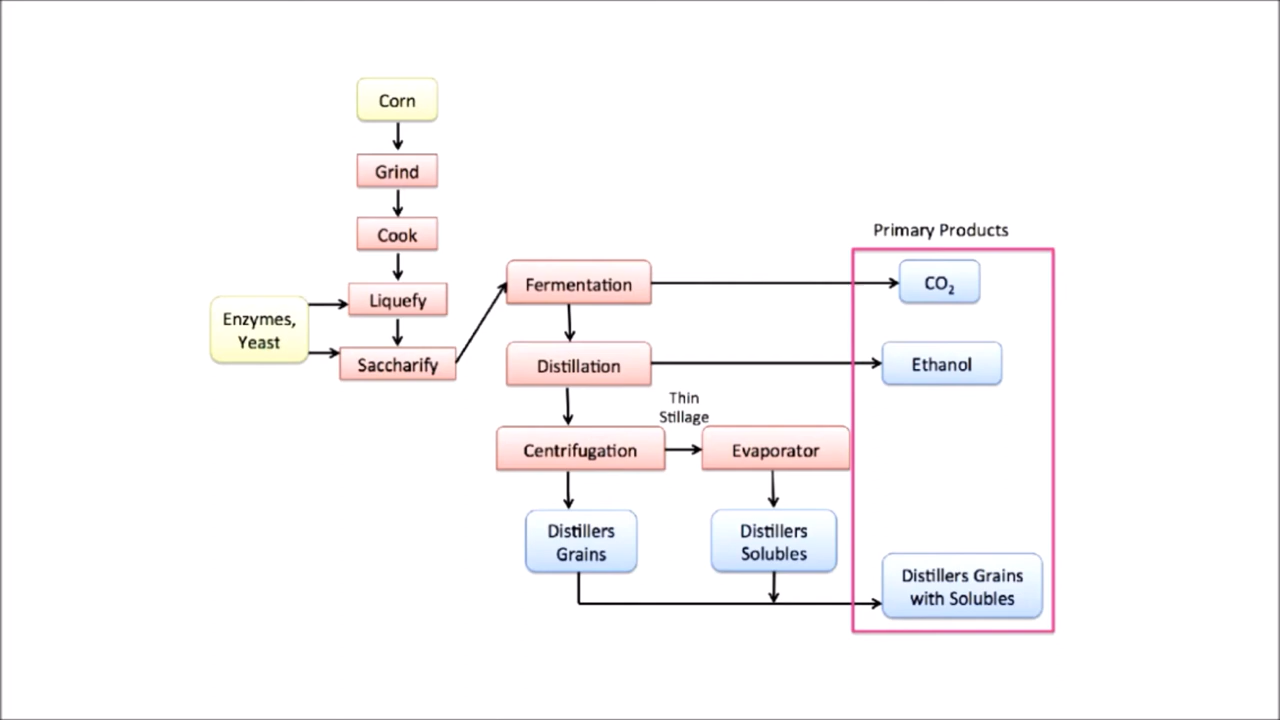 Corn
Grind
Cook
Liquefy
Enzymes,
Yeast
Saccharify
Fermentation
Distillation
Thin
Stillage
Centrifugation
Evaporator
Distillers
Grains
Distillers
Solubles
Primary Products
CO₂
Ethanol
Distillers Grains
with Solubles